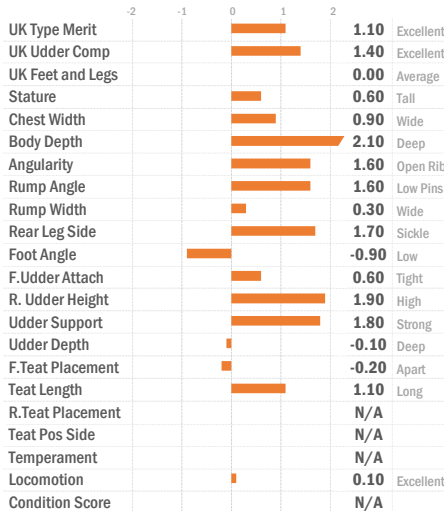 -2 -1 0 1 2
UK Type Merit 1.10 Excellent
UK Udder Comp 1.40 Excellent
UK Feet and Legs 0.00 Average
Stature 0.60 Tall
Chest Width 0.90 Wide
Body Depth 2.10 Deep
Angularity 1.60 Open Rib
Rump Angle 1.60 Low Pins
Rump Width 0.30 Wide
Rear Leg Side 1.70 Sickle
Foot Angle -0.90 Low
F.Udder Attach 0.60 Tight
R. Udder Height 1.90 High
Udder Support 1.80 Strong
Udder Depth -0.10 Deep
F.Teat Placement -0.20 Apart
Teat Length 1.10 Long
R.Teat Placement N/A
Teat Pos Side N/A
Temperament N/A
Locomotion 0.10 Excellent
Condition Score N/A